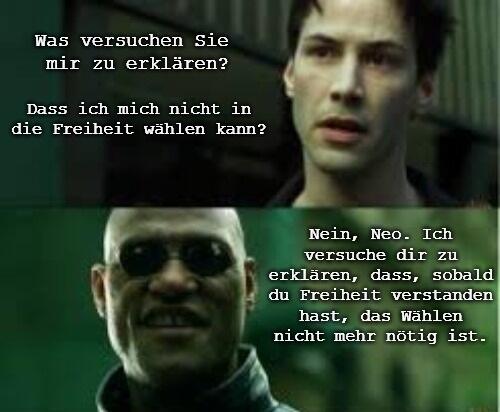 Was versuchen Sie
mir zu erklären?
Dass ich mich nicht in
die Freiheit wählen kann?
Nein, Neo. Ich
versuche dir zu
erklären, dass, sobald
du Freiheit verstanden
hast, das Wählen
nicht mehr nötig ist.